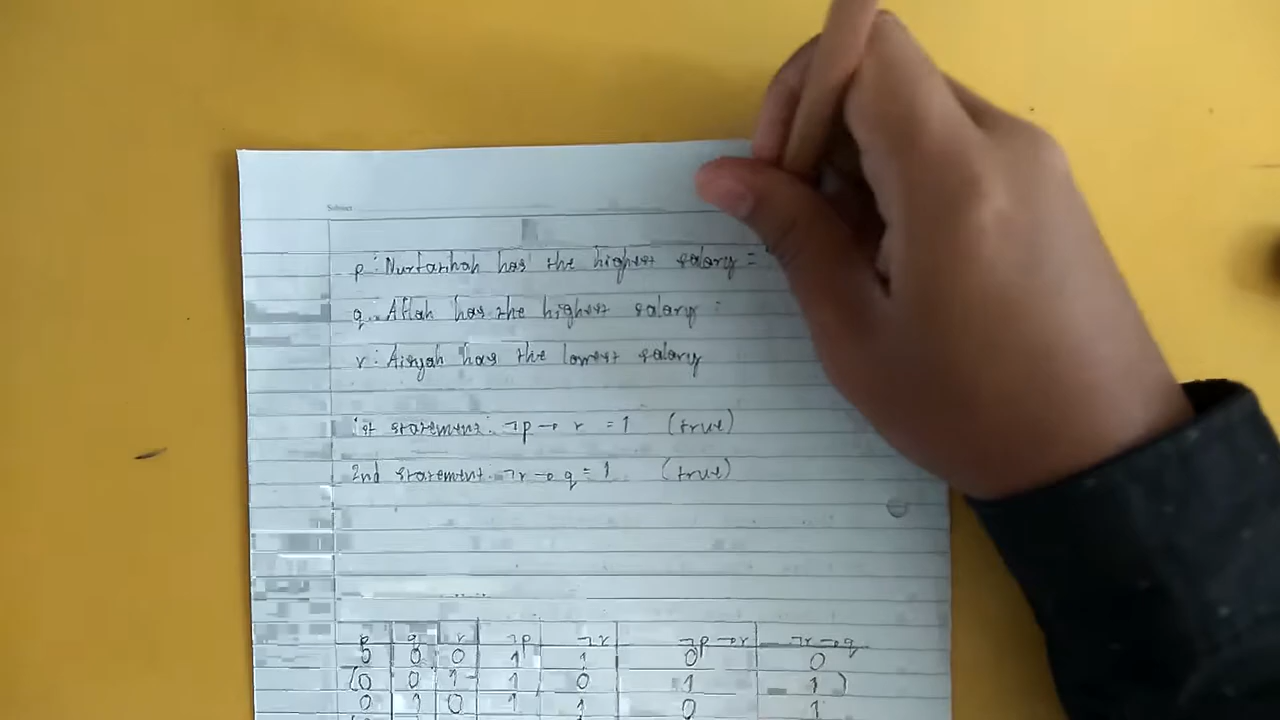 Subject
p: Nurfarihah has the highest salary =
q: Aflah has the highest salary :
r: Aisyah has the lowest salary
1st statement: ¬p → r = 1 (true)
2nd statement: ¬r → q = 1 (true)
p q r ¬p ¬r ¬p → r ¬r → q
0 0 0 1 1 0 0
(0 0 1 1 0 1 1)
0 1 0 1 1 0 1